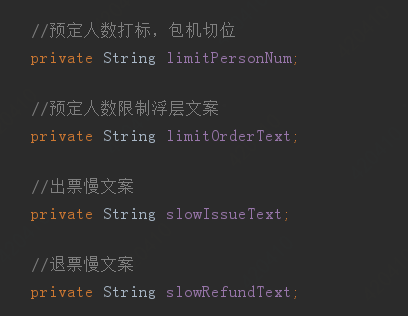 //预定人数打标，包机切位
private String limitPersonNum;
//预定人数限制浮层文案
private String limitOrderText;
//出票慢文案
private String slowIssueText;
//退票慢文案
private String slowRefundText;